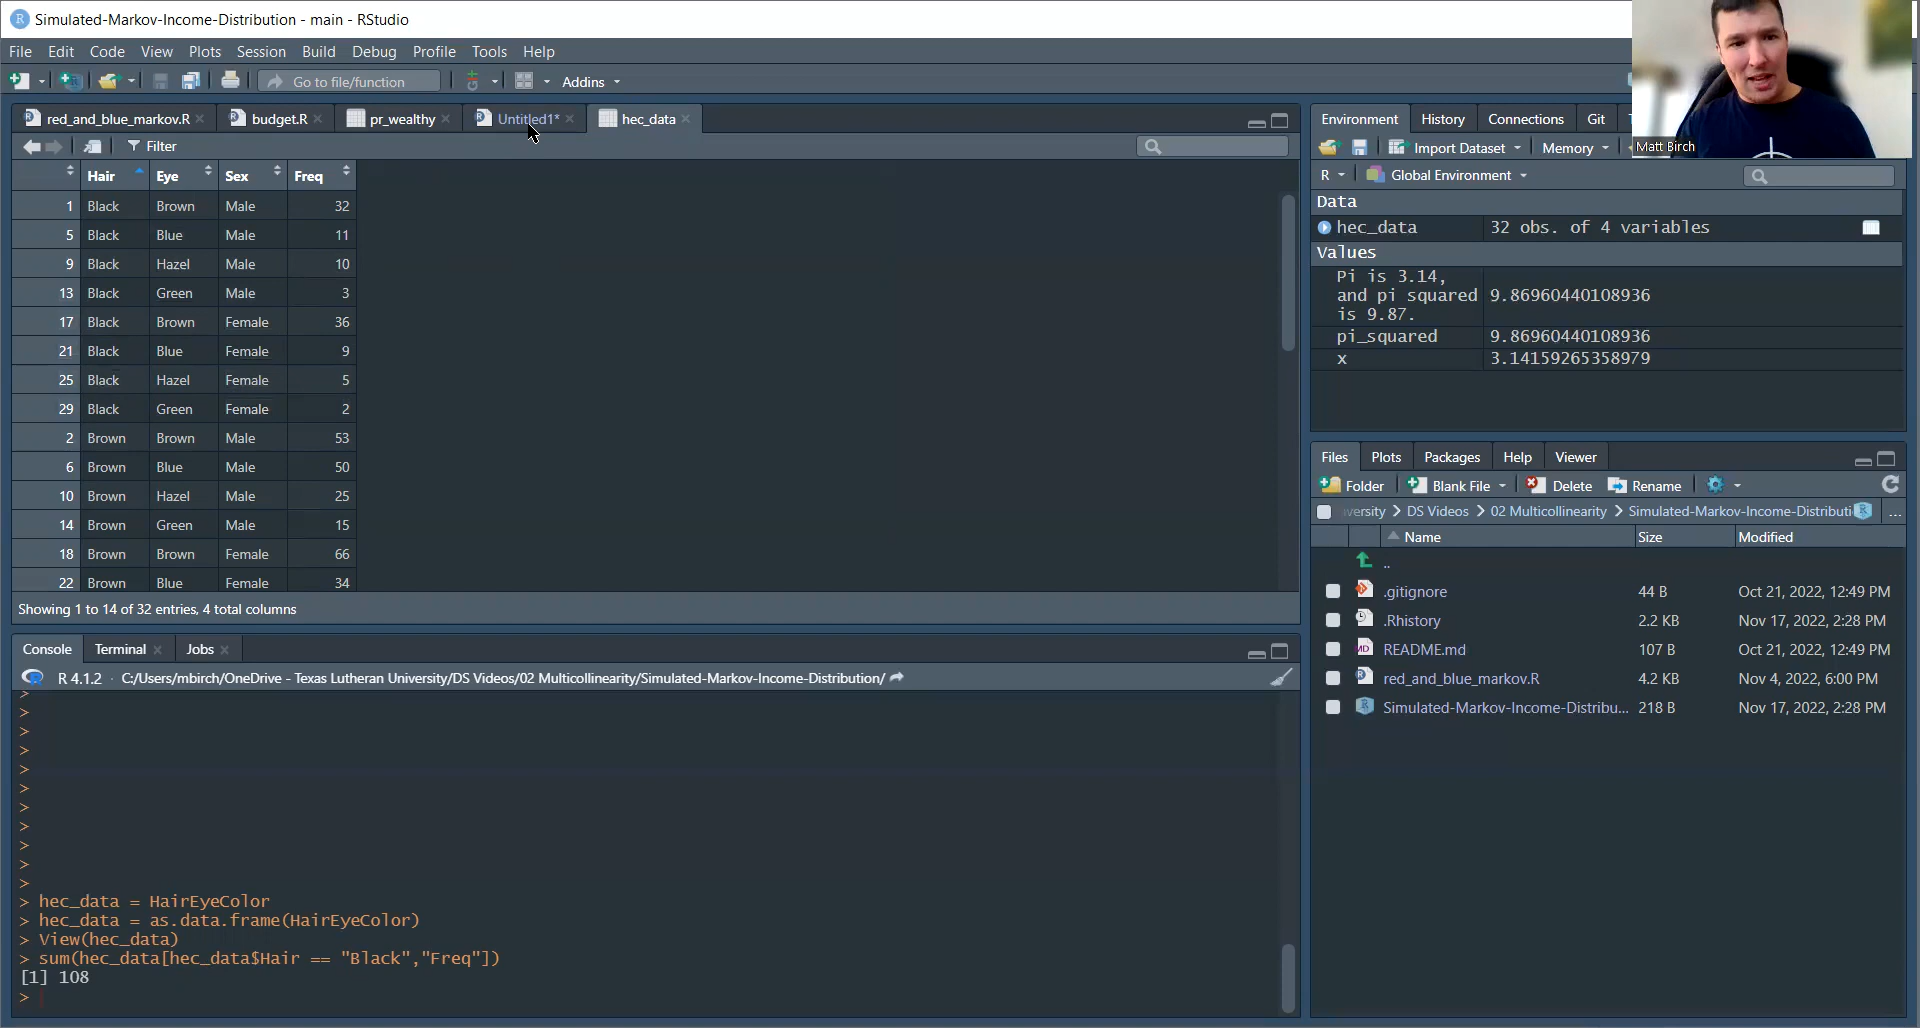 Simulated-Markov-Income-Distribution - main - RStudio
File Edit Code View Plots Session Build Debug Profile Tools Help
Go to file/function Addins
red_and_blue_markov.R budget.R pr_wealthy Untitled1* hec_data
Filter
Hair Eye Sex Freq
1 Black Brown Male 32
5 Black Blue Male 11
9 Black Hazel Male 10
13 Black Green Male 3
17 Black Brown Female 36
21 Black Blue Female 9
25 Black Hazel Female 5
29 Black Green Female 2
2 Brown Brown Male 53
6 Brown Blue Male 50
10 Brown Hazel Male 25
14 Brown Green Male 15
18 Brown Brown Female 66
22 Brown Blue Female 34
Showing 1 to 14 of 32 entries, 4 total columns
Console Terminal Jobs
R 4.1.2 · C:/Users/mbirch/OneDrive - Texas Lutheran University/DS Videos/02 Multicollinearity/Simulated-Markov-Income-Distribution/
>
>
>
>
>
>
>
>
>
>
>
> hec_data = HairEyeColor
> hec_data = as.data.frame(HairEyeColor)
> View(hec_data)
> sum(hec_data[hec_data$Hair == "Black","Freq"])
[1] 108
>
Matt Birch
Environment History Connections Git
Import Dataset Memory
R Global Environment
Data
hec_data 32 obs. of 4 variables
Values
Pi is 3.14,
and pi squared 9.86960440108936
is 9.87.
pi_squared 9.86960440108936
x 3.14159265358979
Files Plots Packages Help Viewer
Folder Blank File Delete Rename
versity > DS Videos > 02 Multicollinearity > Simulated-Markov-Income-Distributi ...
Name Size Modified
..
.gitignore 44 B Oct 21, 2022, 12:49 PM
.Rhistory 2.2 KB Nov 17, 2022, 2:28 PM
README.md 107 B Oct 21, 2022, 12:49 PM
red_and_blue_markov.R 4.2 KB Nov 4, 2022, 6:00 PM
Simulated-Markov-Income-Distribu... 218 B Nov 17, 2022, 2:28 PM